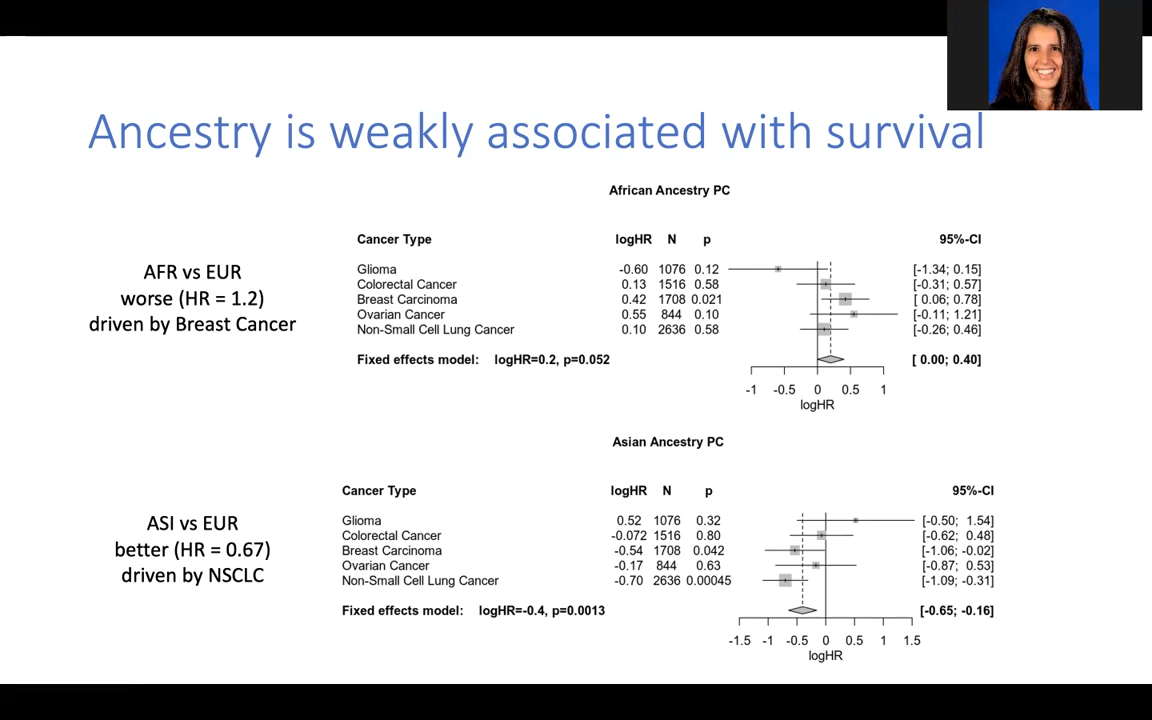 Ancestry is weakly associated with survival
African Ancestry PC
Cancer Type logHR N p 95%-CI
AFR vs EUR
worse (HR = 1.2)
driven by Breast Cancer
Glioma -0.60 1076 0.12 [-1.34; 0.15]
Colorectal Cancer 0.13 1516 0.58 [-0.31; 0.57]
Breast Carcinoma 0.42 1708 0.021 [ 0.06; 0.78]
Ovarian Cancer 0.55 844 0.10 [-0.11; 1.21]
Non-Small Cell Lung Cancer 0.10 2636 0.58 [-0.26; 0.46]
Fixed effects model: logHR=0.2, p=0.052 [ 0.00; 0.40]
-1 -0.5 0 0.5 1
logHR
Asian Ancestry PC
Cancer Type logHR N p 95%-CI
ASI vs EUR
better (HR = 0.67)
driven by NSCLC
Glioma 0.52 1076 0.32 [-0.50; 1.54]
Colorectal Cancer -0.072 1516 0.80 [-0.62; 0.48]
Breast Carcinoma -0.54 1708 0.042 [-1.06; -0.02]
Ovarian Cancer -0.17 844 0.63 [-0.87; 0.53]
Non-Small Cell Lung Cancer -0.70 2636 0.00045 [-1.09; -0.31]
Fixed effects model: logHR=-0.4, p=0.0013 [-0.65; -0.16]
-1.5 -1 -0.5 0 0.5 1 1.5
logHR